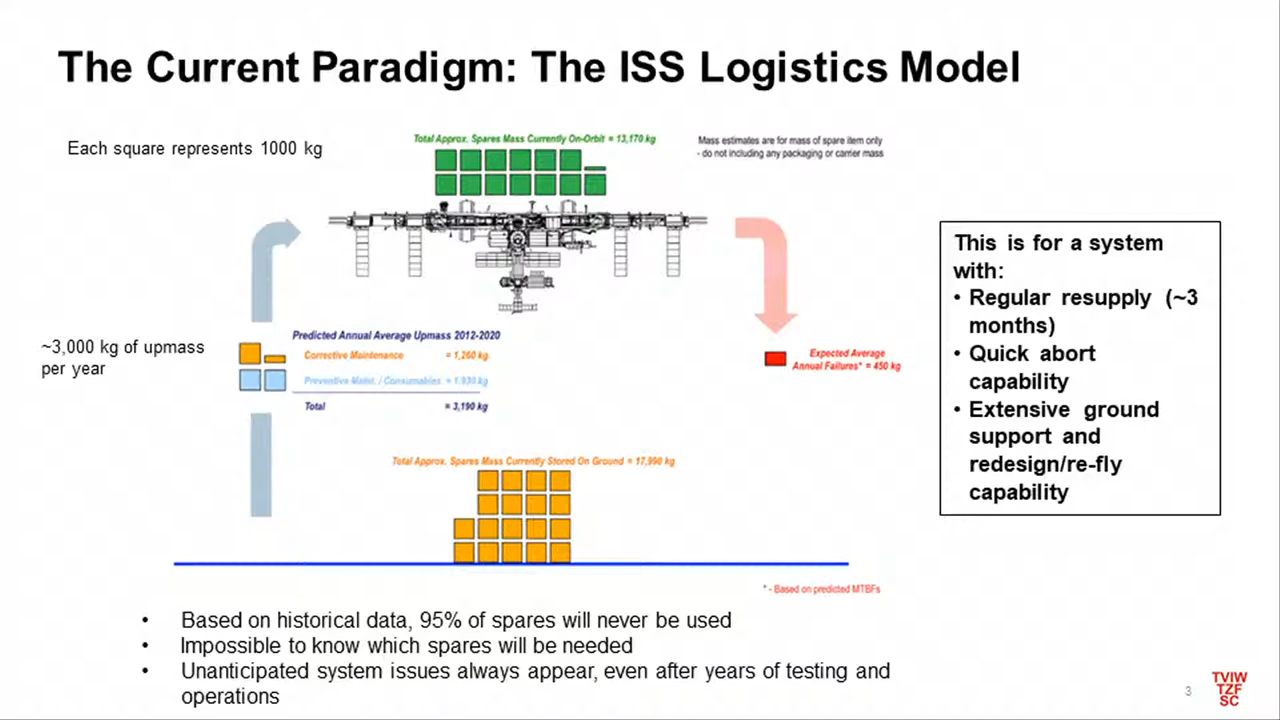 The Current Paradigm: The ISS Logistics Model
Each square represents 1000 kg
Total Approx. Spares Mass Currently On-Orbit = 13,170 kg
Mass estimates are for mass of spare item only
- do not including any packaging or carrier mass
This is for a system
with:
• Regular resupply (~3
months)
• Quick abort
capability
• Extensive ground
support and
redesign/re-fly
capability
~3,000 kg of upmass
per year
Predicted Annual Average Upmass 2012-2020
Corrective Maintenance = 1,260 kg
Preventive Maint. / Consumables = 1,930 kg
Total = 3,190 kg
Expected Average
Annual Failures* = 450 kg
Total Approx. Spares Mass Currently Stored On Ground = 17,990 kg
* - Based on predicted MTBFs
• Based on historical data, 95% of spares will never be used
• Impossible to know which spares will be needed
• Unanticipated system issues always appear, even after years of testing and
operations
3
TVIW
TZF
SC